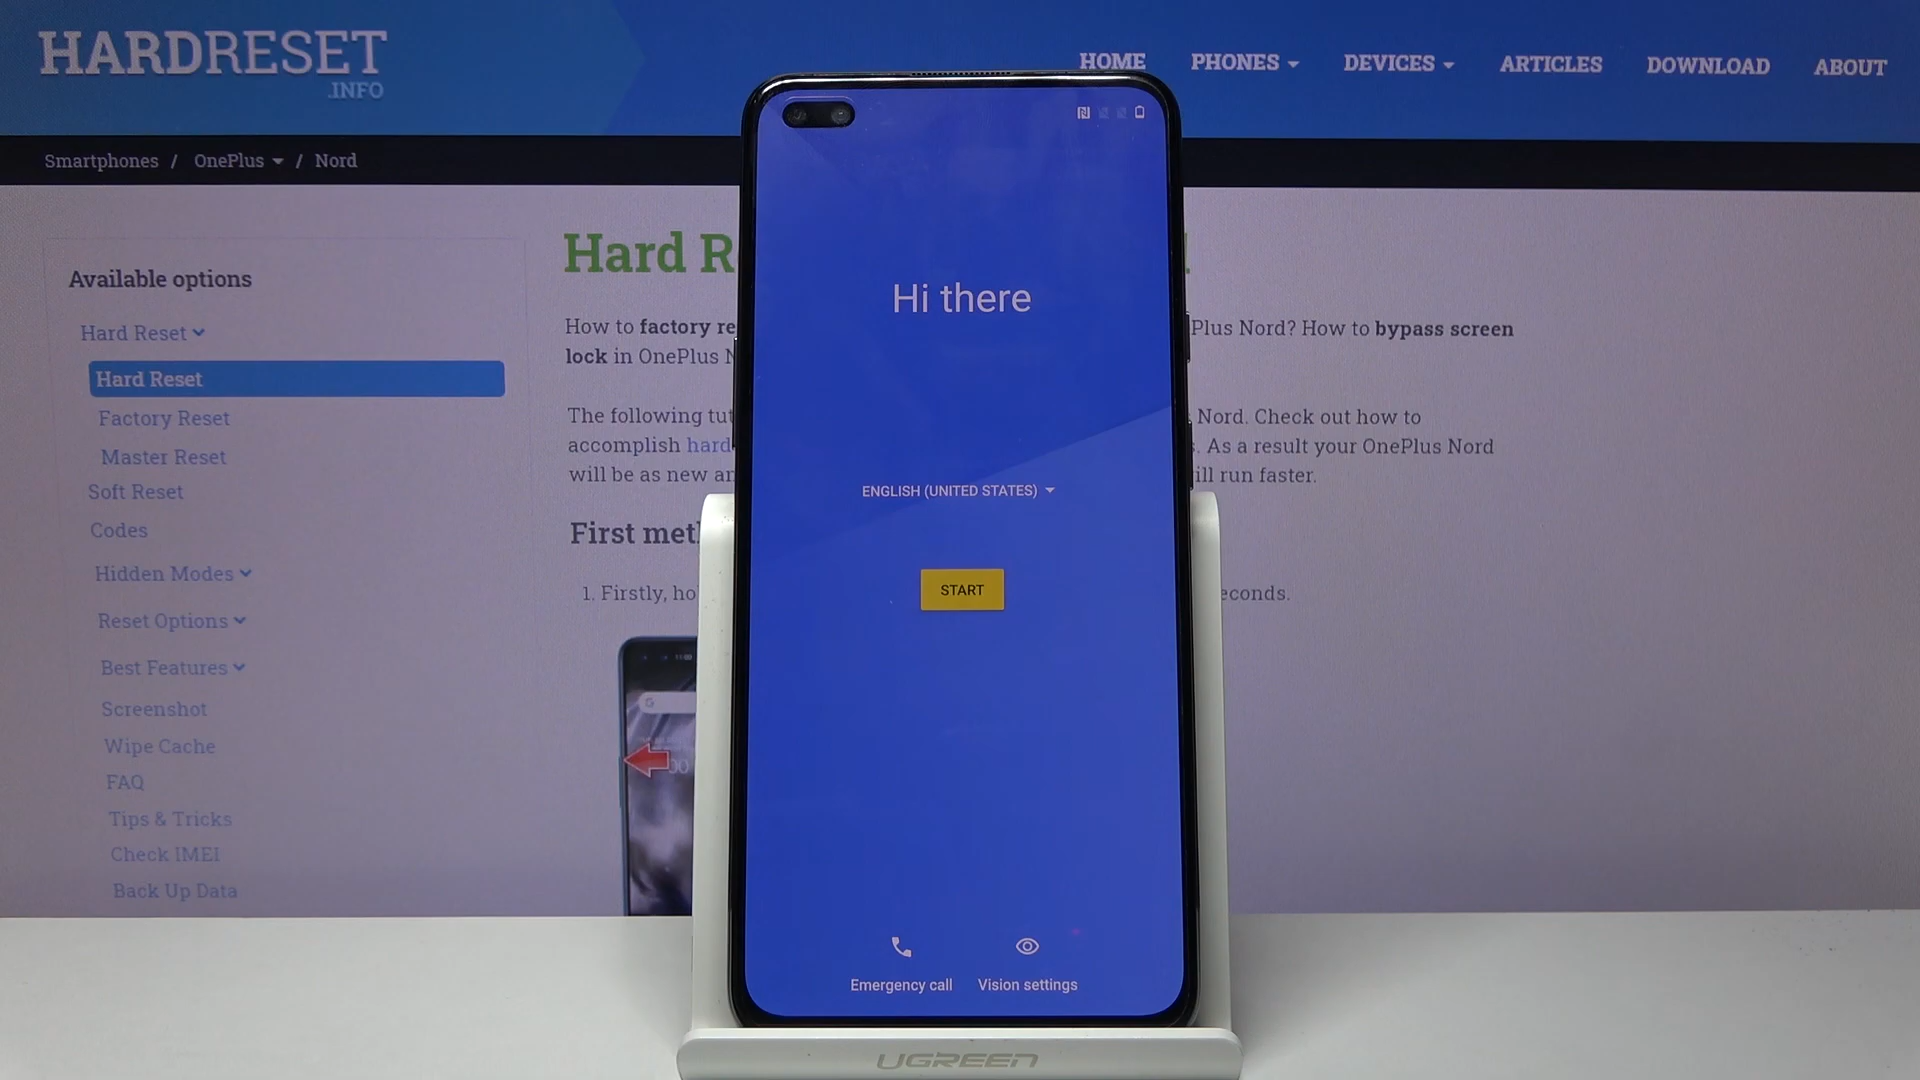 HARDRESET
.INFO
HOME PHONES DEVICES ARTICLES DOWNLOAD ABOUT
Smartphones / OnePlus / Nord
Available options
Hard Reset
Hard Reset
Factory Reset
Master Reset
Soft Reset
Codes
Hidden Modes
Reset Options
Best Features
Screenshot
Wipe Cache
FAQ
Tips & Tricks
Check IMEI
Back Up Data
Hard R
How to factory re Plus Nord? How to bypass screen
lock in OnePlus N
The following tut Nord. Check out how to
accomplish hard s. As a result your OnePlus Nord
will be as new an ill run faster.
First met
1. Firstly, ho econds.
Hi there
ENGLISH (UNITED STATES)
START
Emergency call Vision settings
UGREEN